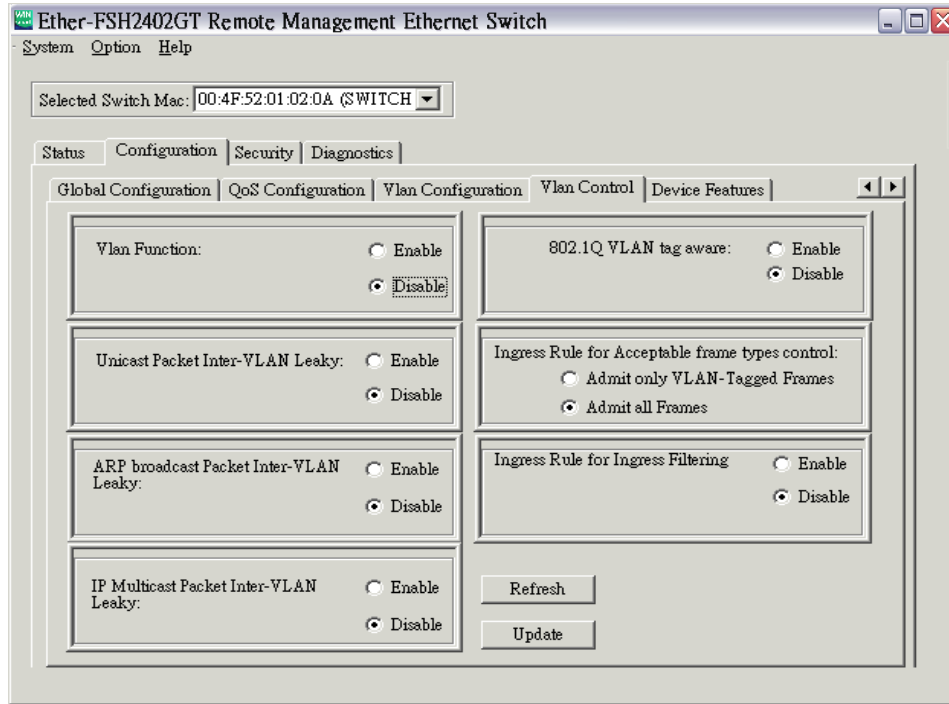 Ether-FSH2402GT Remote Management Ethernet Switch
System Option Help
Selected Switch Mac: 00:4F:52:01:02:0A (SWITCH
Status Configuration Security Diagnostics
Global Configuration QoS Configuration Vlan Configuration Vlan Control Device Features
Vlan Function:
Enable
Disable
802.1Q VLAN tag aware:
Enable
Disable
Unicast Packet Inter-VLAN Leaky:
Enable
Disable
Ingress Rule for Acceptable frame types control:
Admit only VLAN-Tagged Frames
Admit all Frames
ARP broadcast Packet Inter-VLAN
Leaky:
Enable
Disable
Ingress Rule for Ingress Filtering
Enable
Disable
IP Multicast Packet Inter-VLAN
Leaky:
Enable
Disable
Refresh
Update